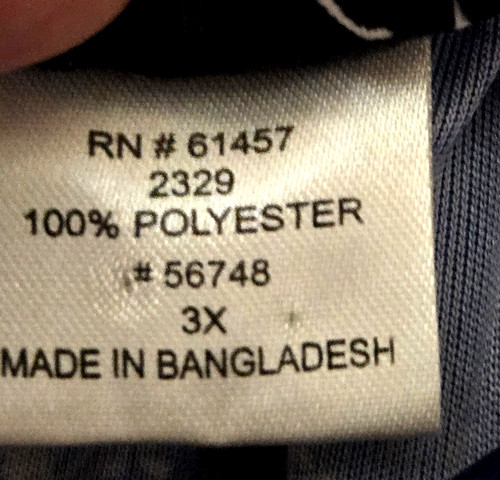 RN # 61457
2329
100% POLYESTER
# 56748
3X
MADE IN BANGLADESH